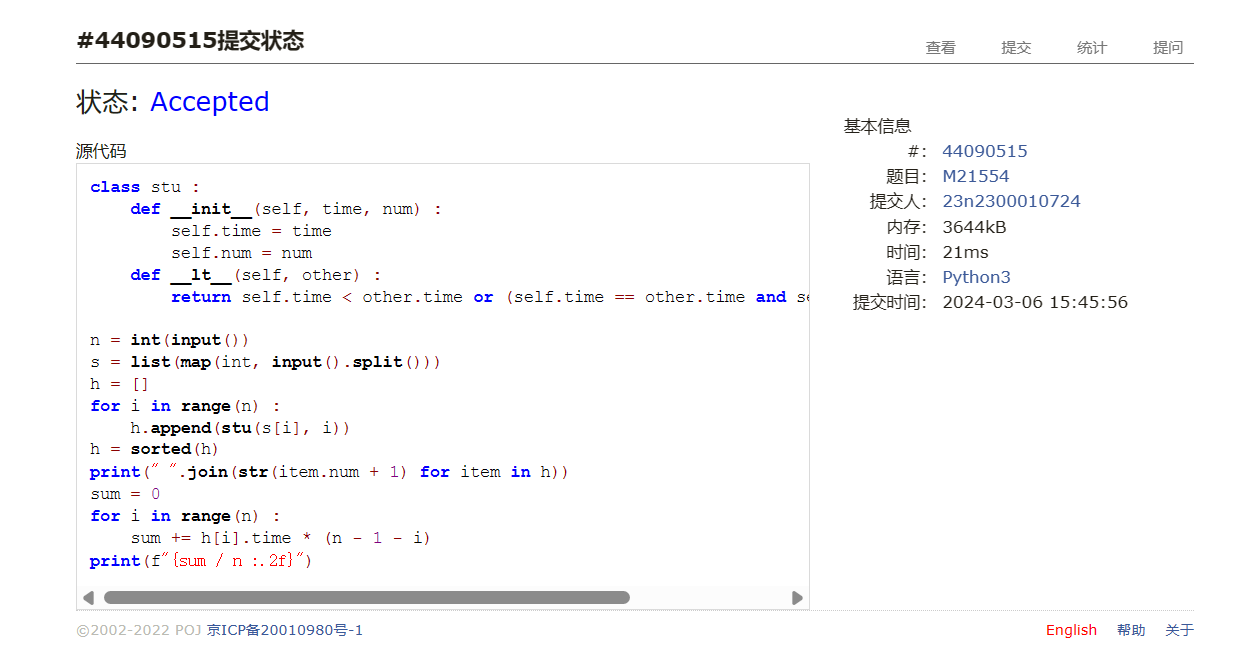 #44090515提交状态
查看 提交 统计 提问
状态: Accepted
源代码
class stu :
    def __init__(self, time, num) :
        self.time = time
        self.num = num
    def __lt__(self, other) :
        return self.time < other.time or (self.time == other.time and
n = int(input())
s = list(map(int, input().split()))
h = []
for i in range(n) :
    h.append(stu(s[i], i))
h = sorted(h)
print(" ".join(str(item.num + 1) for item in h))
sum = 0
for i in range(n) :
    sum += h[i].time * (n - 1 - i)
print(f"{sum / n :.2f}")
基本信息
#: 44090515
题目: M21554
提交人: 23n2300010724
内存: 3644kB
时间: 21ms
语言: Python3
提交时间: 2024-03-06 15:45:56
©2002-2022 POJ 京ICP备20010980号-1
English 帮助 关于